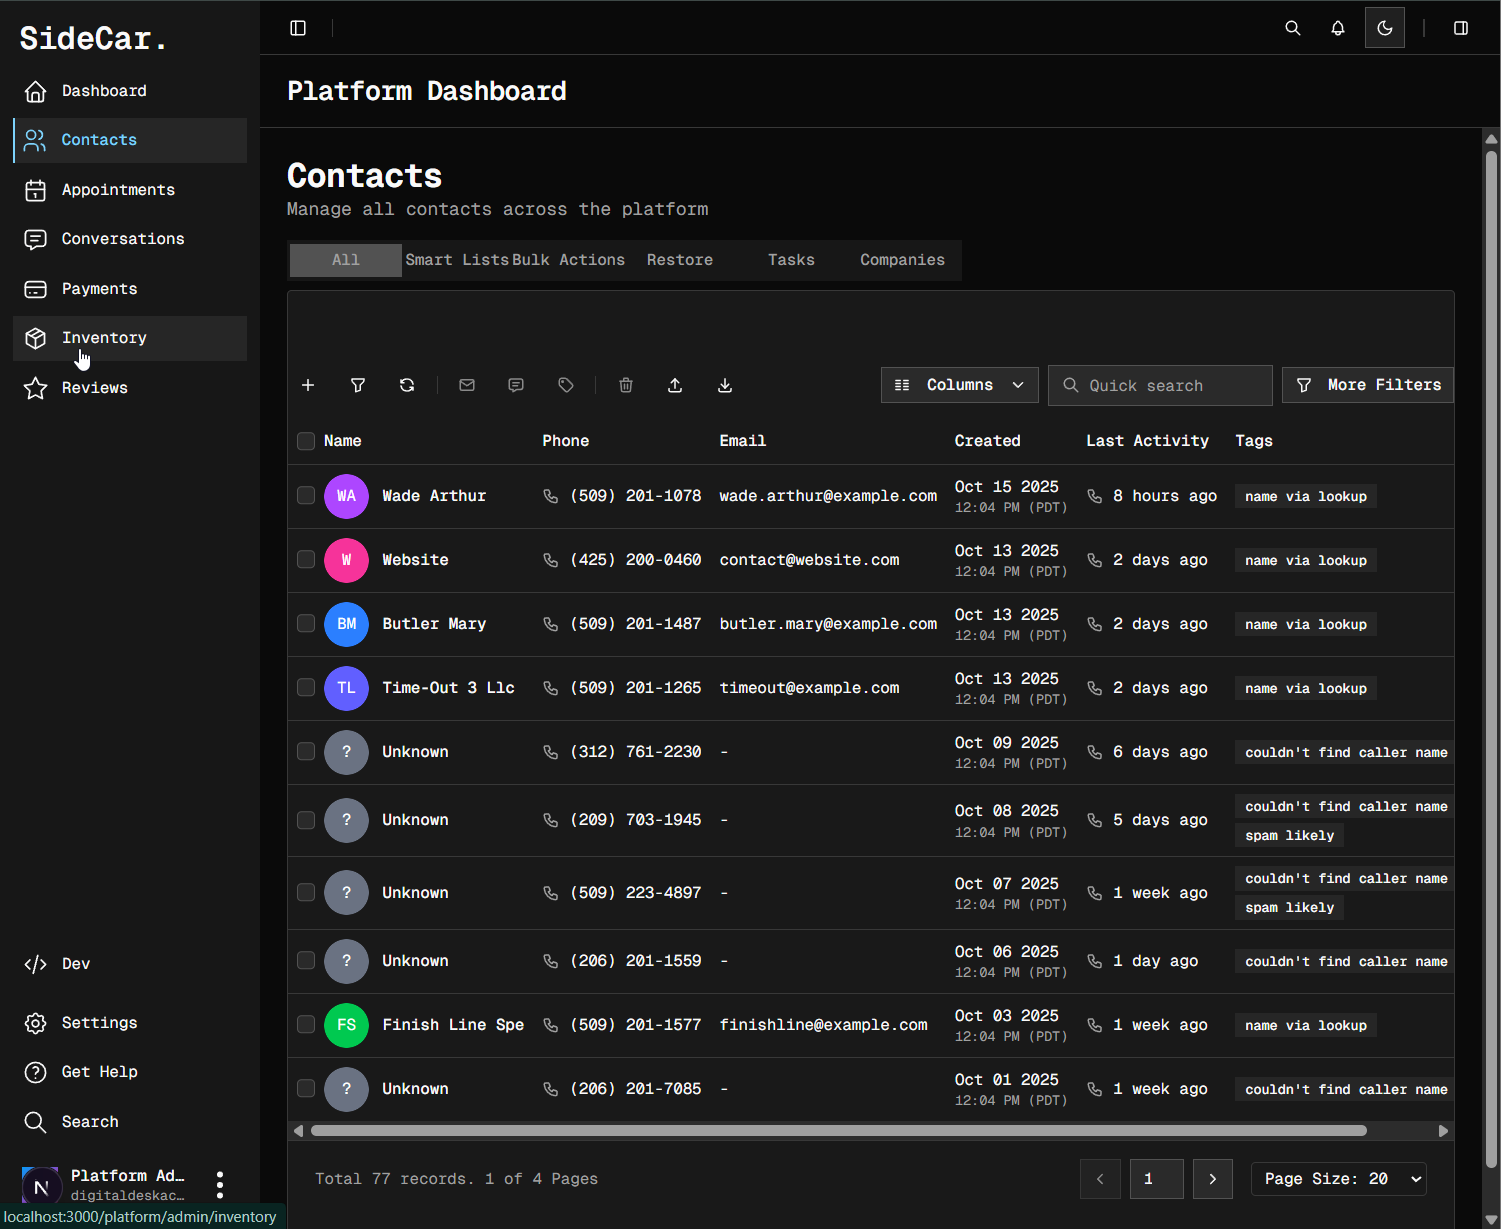 SideCar.
Dashboard
Contacts
Appointments
Conversations
Payments
Inventory
Reviews
Dev
Settings
Get Help
Search
N
Platform Ad…
digitaldeskac…
localhost:3000/platform/admin/inventory
Platform Dashboard
Contacts
Manage all contacts across the platform
All Smart Lists Bulk Actions Restore Tasks Companies
Columns Quick search More Filters
Name Phone Email Created Last Activity Tags
WA Wade Arthur (509) 201-1078 wade.arthur@example.com Oct 15 2025 8 hours ago name via lookup
12:04 PM (PDT)
W Website (425) 200-0460 contact@website.com Oct 13 2025 2 days ago name via lookup
12:04 PM (PDT)
BM Butler Mary (509) 201-1487 butler.mary@example.com Oct 13 2025 2 days ago name via lookup
12:04 PM (PDT)
TL Time-Out 3 Llc (509) 201-1265 timeout@example.com Oct 13 2025 2 days ago name via lookup
12:04 PM (PDT)
? Unknown (312) 761-2230 - Oct 09 2025 6 days ago couldn't find caller name
12:04 PM (PDT)
? Unknown (209) 703-1945 - Oct 08 2025 5 days ago couldn't find caller name
12:04 PM (PDT) spam likely
? Unknown (509) 223-4897 - Oct 07 2025 1 week ago couldn't find caller name
12:04 PM (PDT) spam likely
? Unknown (206) 201-1559 - Oct 06 2025 1 day ago couldn't find caller name
12:04 PM (PDT)
FS Finish Line Spe (509) 201-1577 finishline@example.com Oct 03 2025 1 week ago name via lookup
12:04 PM (PDT)
? Unknown (206) 201-7085 - Oct 01 2025 1 week ago couldn't find caller name
12:04 PM (PDT)
Total 77 records. 1 of 4 Pages 1 Page Size: 20